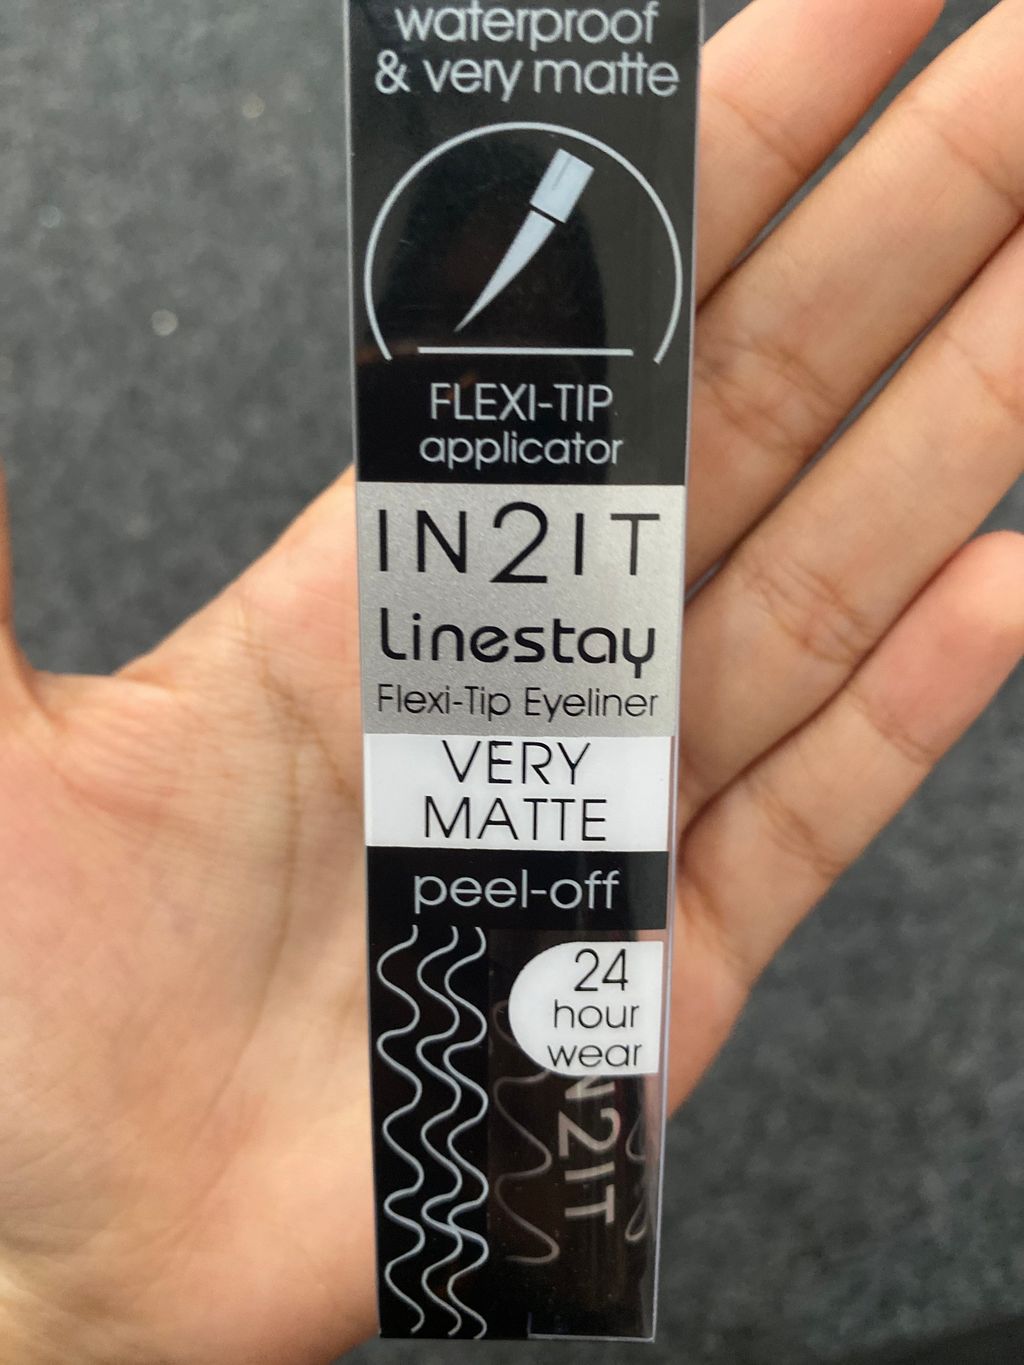 waterproof
& very matte
FLEXI-TIP
applicator
IN2IT
Linestay
Flexi-Tip Eyeliner
VERY
MATTE
peel-off
24
hour
wear
IN2IT